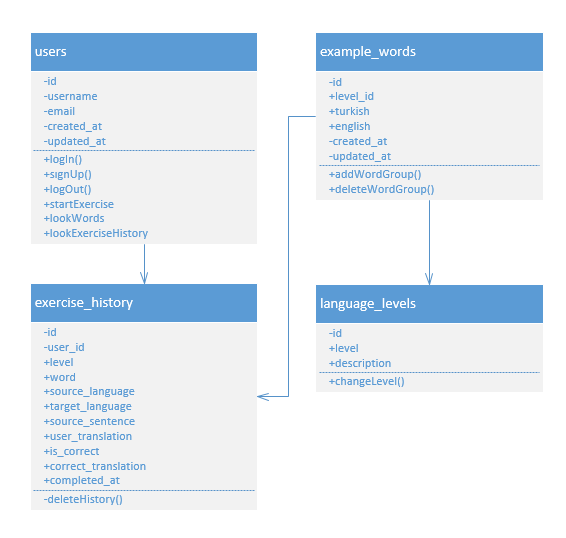 users
-id
-username
-email
-created_at
-updated_at
+logIn()
+signUp()
+logOut()
+startExercise
+lookWords
+lookExerciseHistory
example_words
-id
+level_id
+turkish
+english
-created_at
-updated_at
+addWordGroup()
+deleteWordGroup()
exercise_history
-id
-user_id
+level
+word
+source_language
+target_language
+source_sentence
+user_translation
+is_correct
+correct_translation
+completed_at
-deleteHistory()
language_levels
-id
+level
+description
+changeLevel()